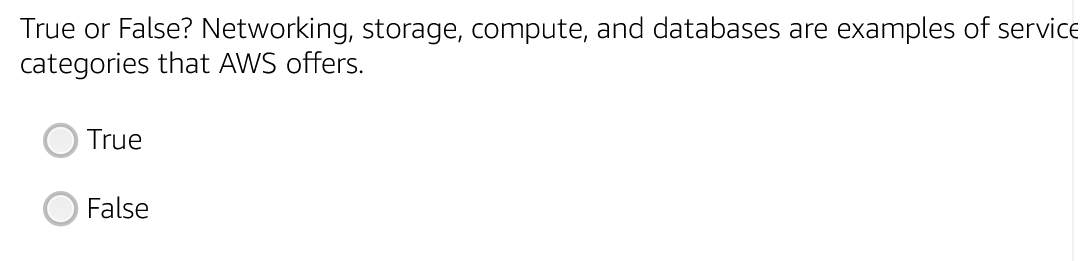 True or False? Networking, storage, compute, and databases are examples of service
categories that AWS offers.
True
False